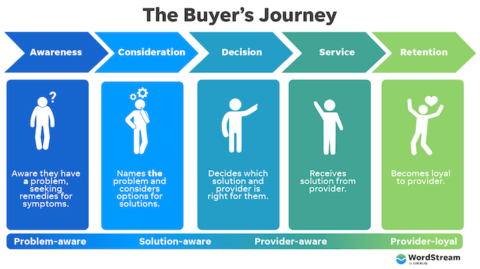 The Buyer's Journey
Awareness
Consideration
Decision
Service
Retention
?
Aware they have
a problem,
seeking
remedies for
symptoms.
Names the
problem and
considers
options for
solutions.
Decides which
solution and
provider is
right for them.
Receives
solution from
provider.
Becomes loyal
to provider.
Problem-aware
Solution-aware
Provider-aware
Provider-loyal
WordStream